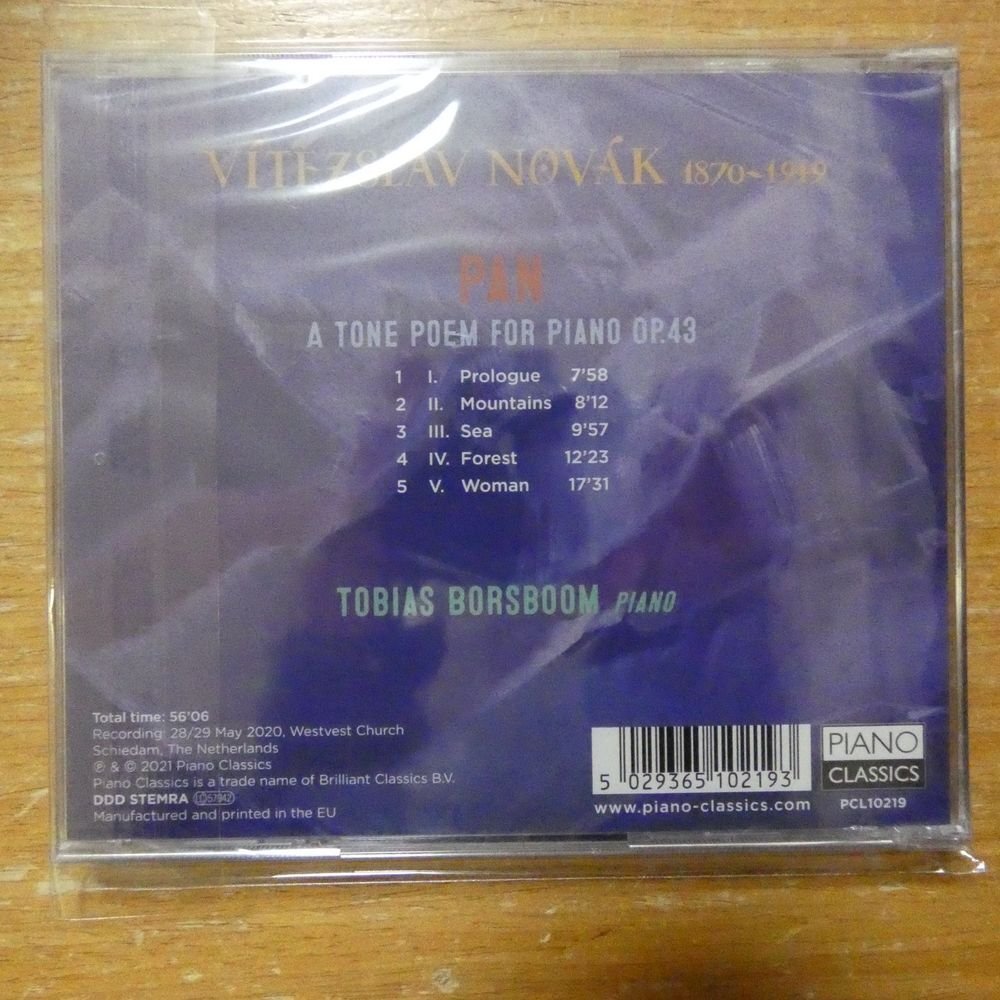 VÍTĚZSLAV NOVÁK 1870-1949
PAN
A TONE POEM FOR PIANO OP.43
1 I. Prologue 7'58
2 II. Mountains 8'12
3 III. Sea 9'57
4 IV. Forest 12'23
5 V. Woman 17'31
TOBIAS BORSBOOM PIANO
Total time: 56'06
Recording: 28/29 May 2020, Westvest Church
Schiedam, The Netherlands
℗ & © 2021 Piano Classics
Piano Classics is a trade name of Brilliant Classics B.V.
DDD STEMRA LC57942
Manufactured and printed in the EU
5 029365 102193
www.piano-classics.com
PIANO
CLASSICS
PCL10219